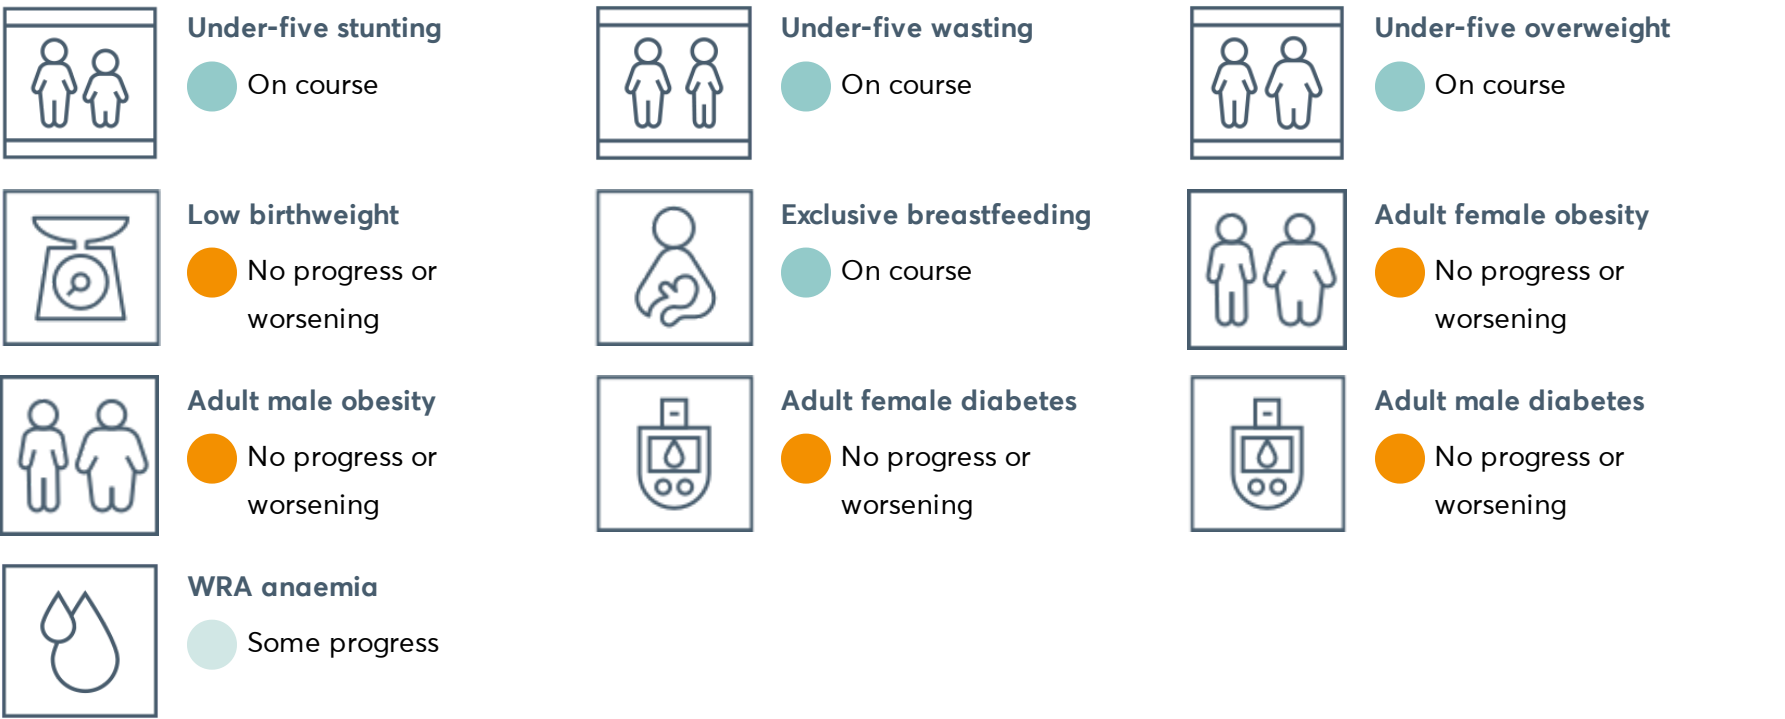 Under-five stunting
On course
Under-five wasting
On course
Under-five overweight
On course
Low birthweight
No progress or
worsening
Exclusive breastfeeding
On course
Adult female obesity
No progress or
worsening
Adult male obesity
No progress or
worsening
Adult female diabetes
No progress or
worsening
Adult male diabetes
No progress or
worsening
WRA anaemia
Some progress